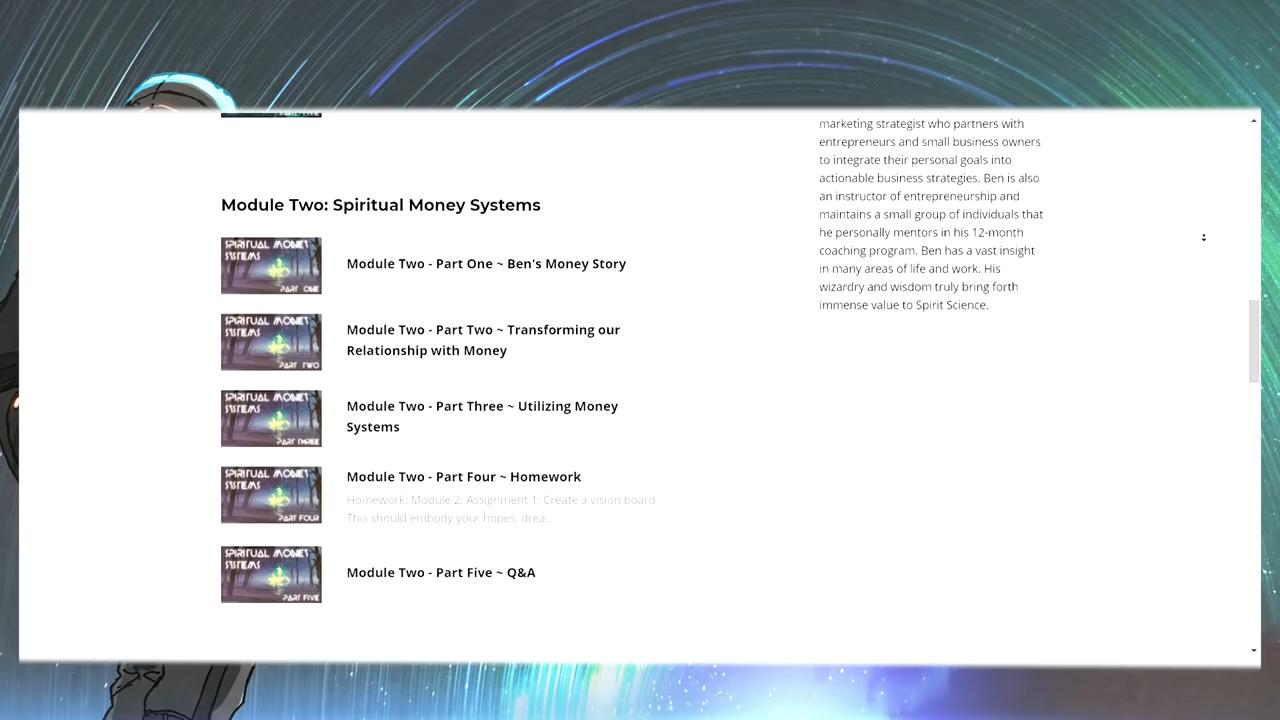 Module Two: Spiritual Money Systems
SPIRITUAL MONEY
SYSTEMS
PART ONE
Module Two - Part One ~ Ben's Money Story
SPIRITUAL MONEY
SYSTEMS
PART TWO
Module Two - Part Two ~ Transforming our
Relationship with Money
SPIRITUAL MONEY
SYSTEMS
PART THREE
Module Two - Part Three ~ Utilizing Money
Systems
SPIRITUAL MONEY
SYSTEMS
PART FOUR
Module Two - Part Four ~ Homework
Homework: Module 2: Assignment 1: Create a vision board -
This should embody your hopes, drea...
SPIRITUAL MONEY
SYSTEMS
PART FIVE
Module Two - Part Five ~ Q&A
marketing strategist who partners with
entrepreneurs and small business owners
to integrate their personal goals into
actionable business strategies. Ben is also
an instructor of entrepreneurship and
maintains a small group of individuals that
he personally mentors in his 12-month
coaching program. Ben has a vast insight
in many areas of life and work. His
wizardry and wisdom truly bring forth
immense value to Spirit Science.